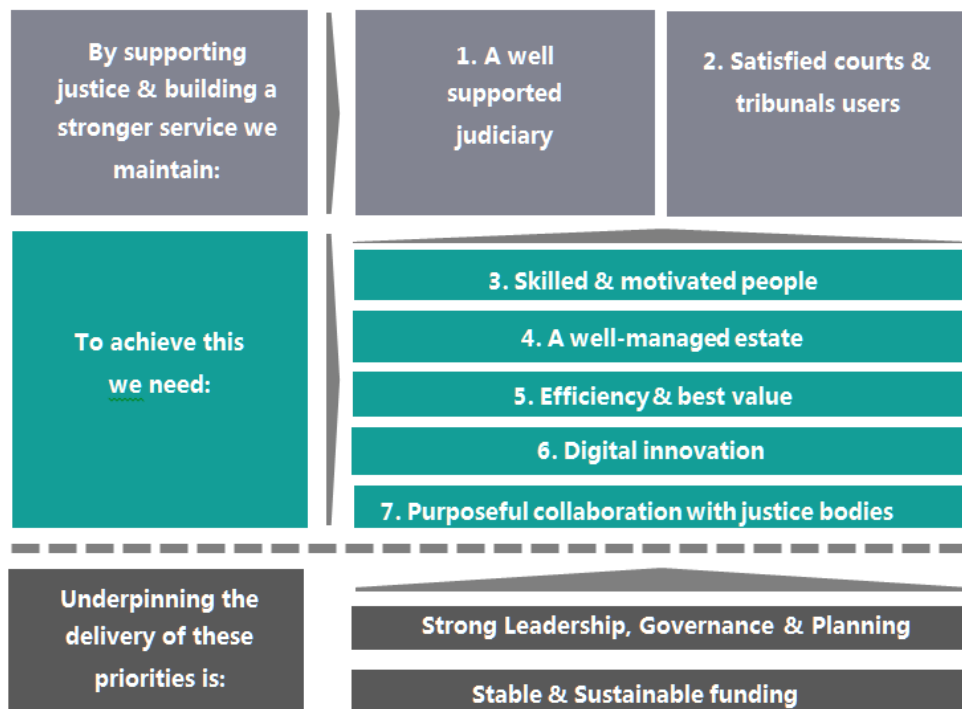 By supporting
justice & building a
stronger service we
maintain:
1. A well
supported
judiciary
2. Satisfied courts &
tribunals users
To achieve this
we need:
3. Skilled & motivated people
4. A well-managed estate
5. Efficiency & best value
6. Digital innovation
7. Purposeful collaboration with justice bodies
Underpinning the
delivery of these
priorities is:
Strong Leadership, Governance & Planning
Stable & Sustainable funding